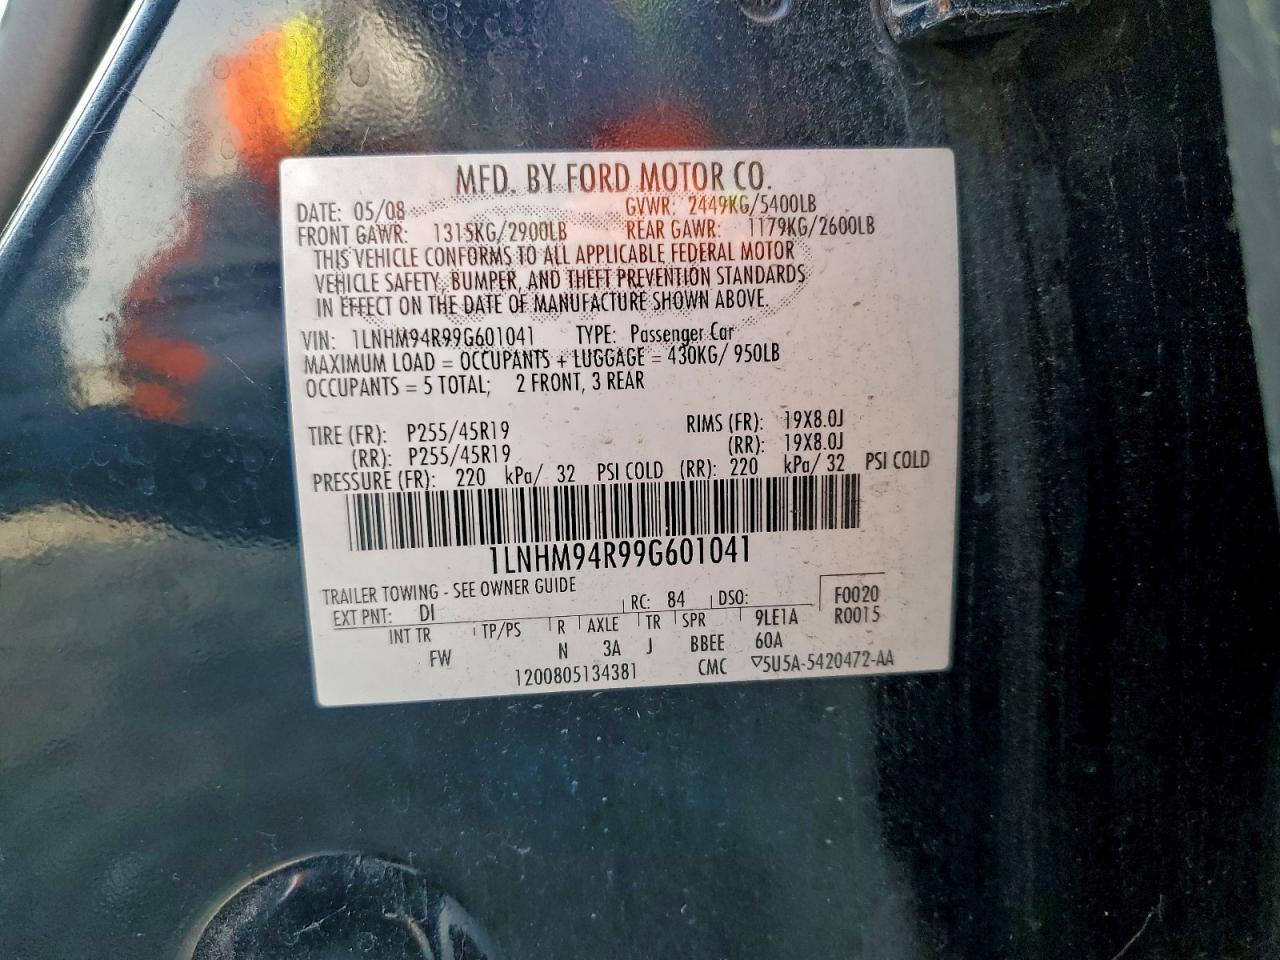 MFD. BY FORD MOTOR CO.
DATE: 05/08 GVWR: 2449KG/5400LB
FRONT GAWR: 1315KG/2900LB REAR GAWR: 1179KG/2600LB
THIS VEHICLE CONFORMS TO ALL APPLICABLE FEDERAL MOTOR
VEHICLE SAFETY, BUMPER, AND THEFT PREVENTION STANDARDS
IN EFFECT ON THE DATE OF MANUFACTURE SHOWN ABOVE.
VIN: 1LNHM94R99G601041 TYPE: Passenger Car
MAXIMUM LOAD = OCCUPANTS + LUGGAGE = 430KG/ 950LB
OCCUPANTS = 5 TOTAL; 2 FRONT, 3 REAR
TIRE (FR): P255/45R19 RIMS (FR): 19X8.0J
(RR): P255/45R19 (RR): 19X8.0J
PRESSURE (FR): 220 kPa/ 32 PSI COLD (RR): 220 kPa/ 32 PSI COLD
1LNHM94R99G601041
TRAILER TOWING - SEE OWNER GUIDE
EXT PNT: DI RC: 84 DSO: F0020
INT TR TP/PS R AXLE TR SPR 9LE1A R0015
FW N 3A J BBEE 60A
1200805134381 CMC ▽5U5A-5420472-AA